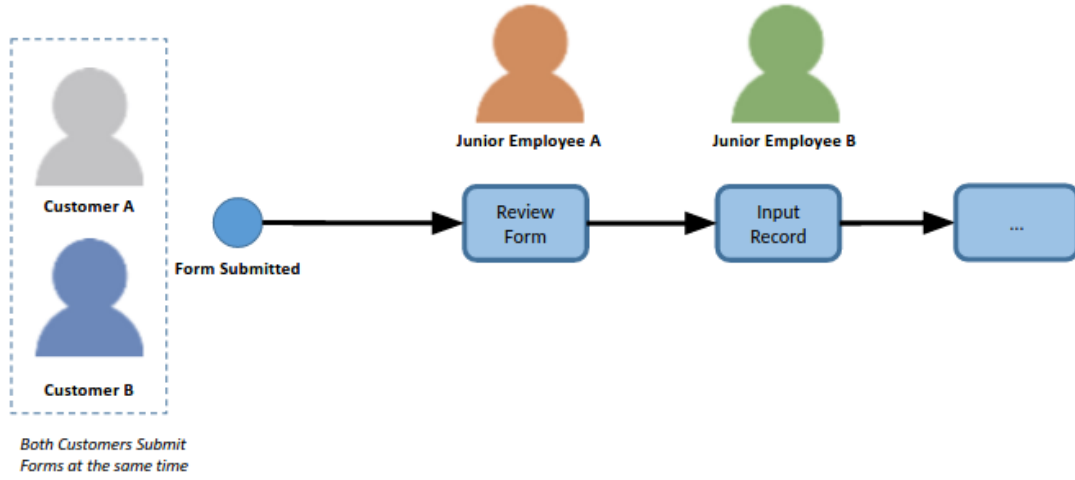 Junior Employee A
Junior Employee B
Customer A
Review
Form
Input
Record
...
Form Submitted
Customer B
Both Customers Submit
Forms at the same time